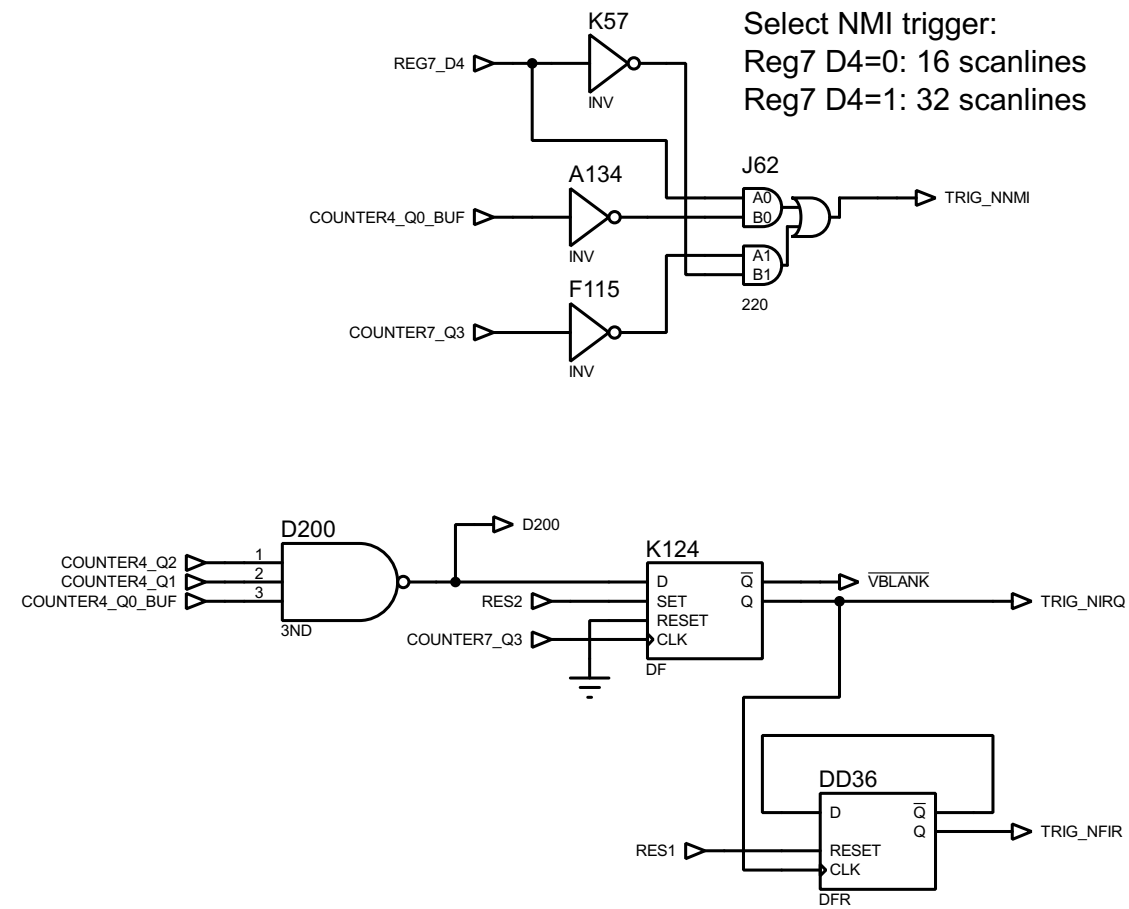 K57
Select NMI trigger:
REG7_D4
Reg7 D4=0: 16 scanlines
INV
Reg7 D4=1: 32 scanlines
J62
A134
A0
TRIG_NNMI
COUNTER4_Q0_BUF
B0
INV
A1
B1
F115
220
COUNTER7_Q3
INV
D200
D200
COUNTER4_Q2
1
COUNTER4_Q1
2
COUNTER4_Q0_BUF
3
3ND
K124
D
Q
VBLANK
RES2
SET
Q
TRIG_NIRQ
RESET
COUNTER7_Q3
CLK
DF
DD36
D
Q
Q
TRIG_NFIR
RES1
RESET
CLK
DFR